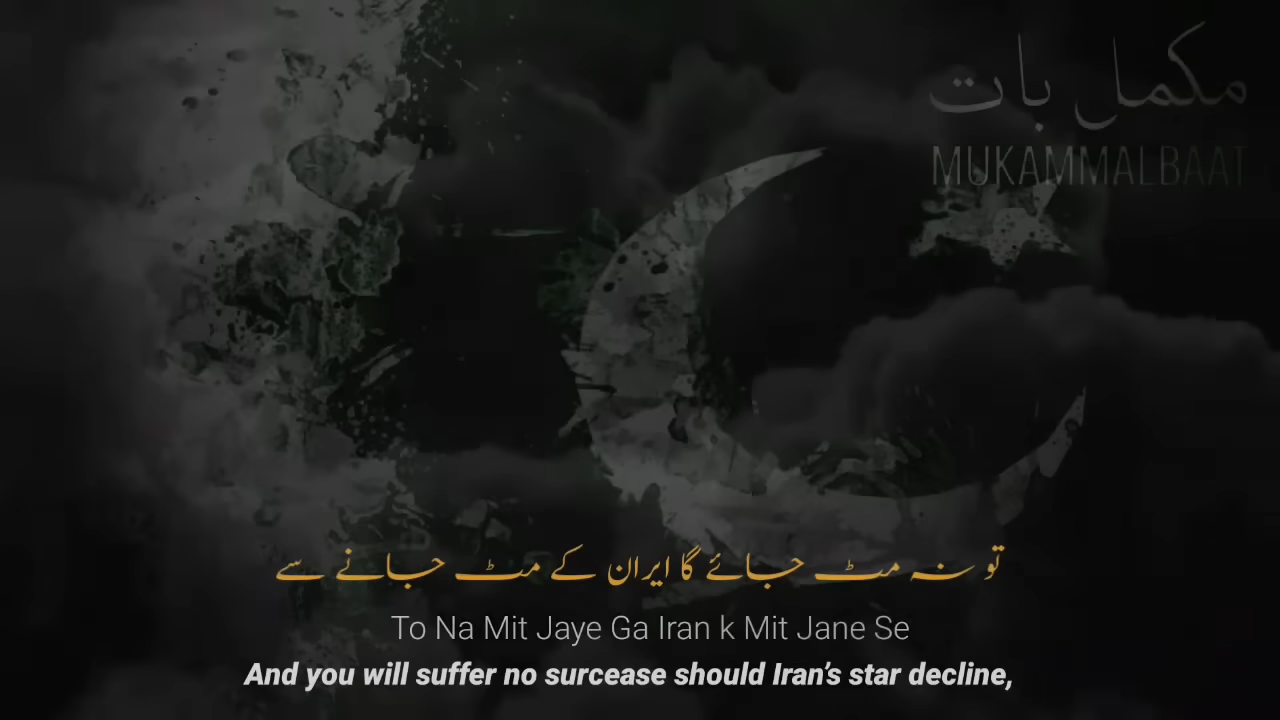 مکمل بات
MUKAMMALBAAT
تو نہ مٹ جائے گا ایران کے مٹ جانے سے
To Na Mit Jaye Ga Iran k Mit Jane Se
And you will suffer no surcease should Iran’s star decline,